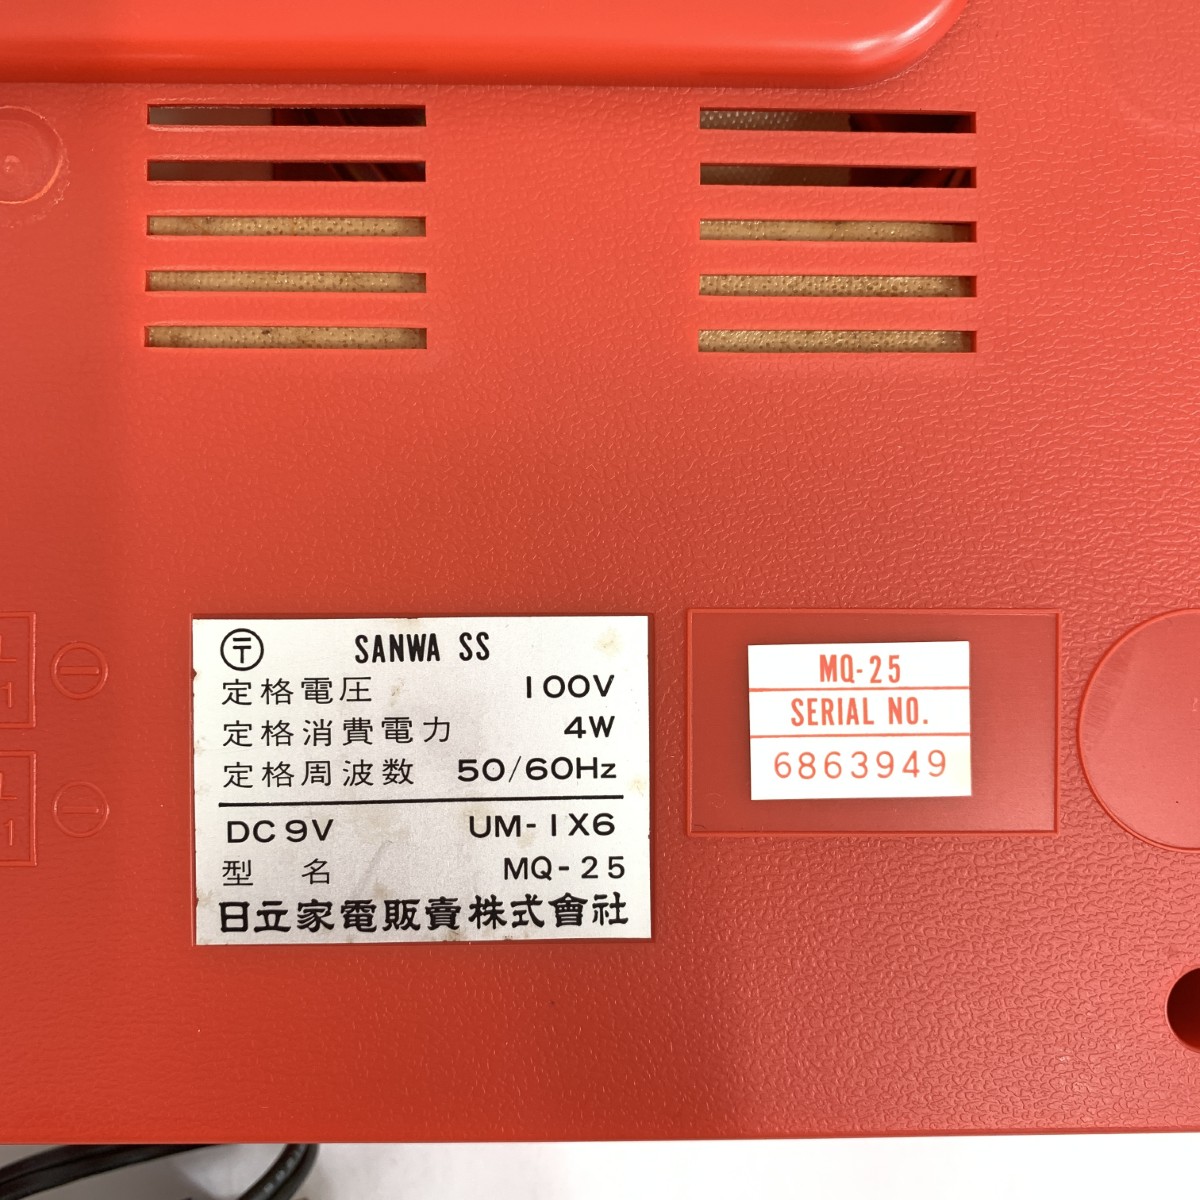 〒 SANWA SS
定格電圧 100V
定格消費電力 4W
定格周波数 50/60Hz
DC 9V UM-1X6
型名 MQ-25
日立家電販賣株式會社
MQ-25
SERIAL NO.
6863949